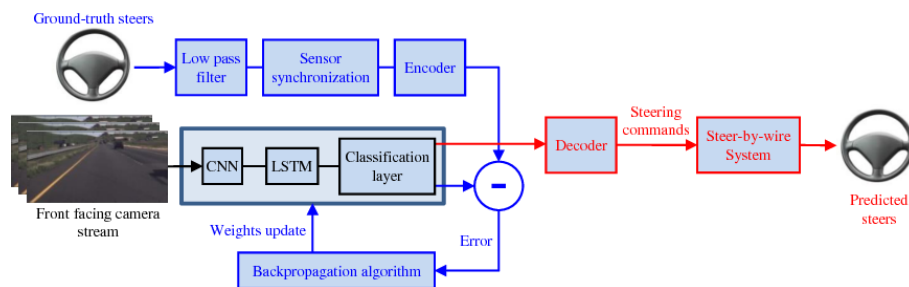 Ground-truth steers
Low pass
filter
Sensor
synchronization
Encoder
CNN
LSTM
Classification
layer
Decoder
Steering
commands
Steer-by-wire
System
Predicted
steers
Front facing camera
stream
Weights update
Error
Backpropagation algorithm